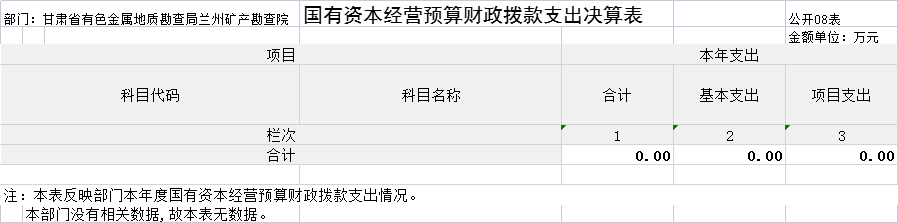 国有资本经营预算财政拨款支出决算表
部门：甘肃省有色金属地质勘查局兰州矿产勘查院 公开08表
金额单位：万元
项目 本年支出
科目代码 科目名称 合计 基本支出 项目支出
栏次 1 2 3
合计 0.00 0.00 0.00
注：本表反映部门本年度国有资本经营预算财政拨款支出情况。
本部门没有相关数据,故本表无数据。